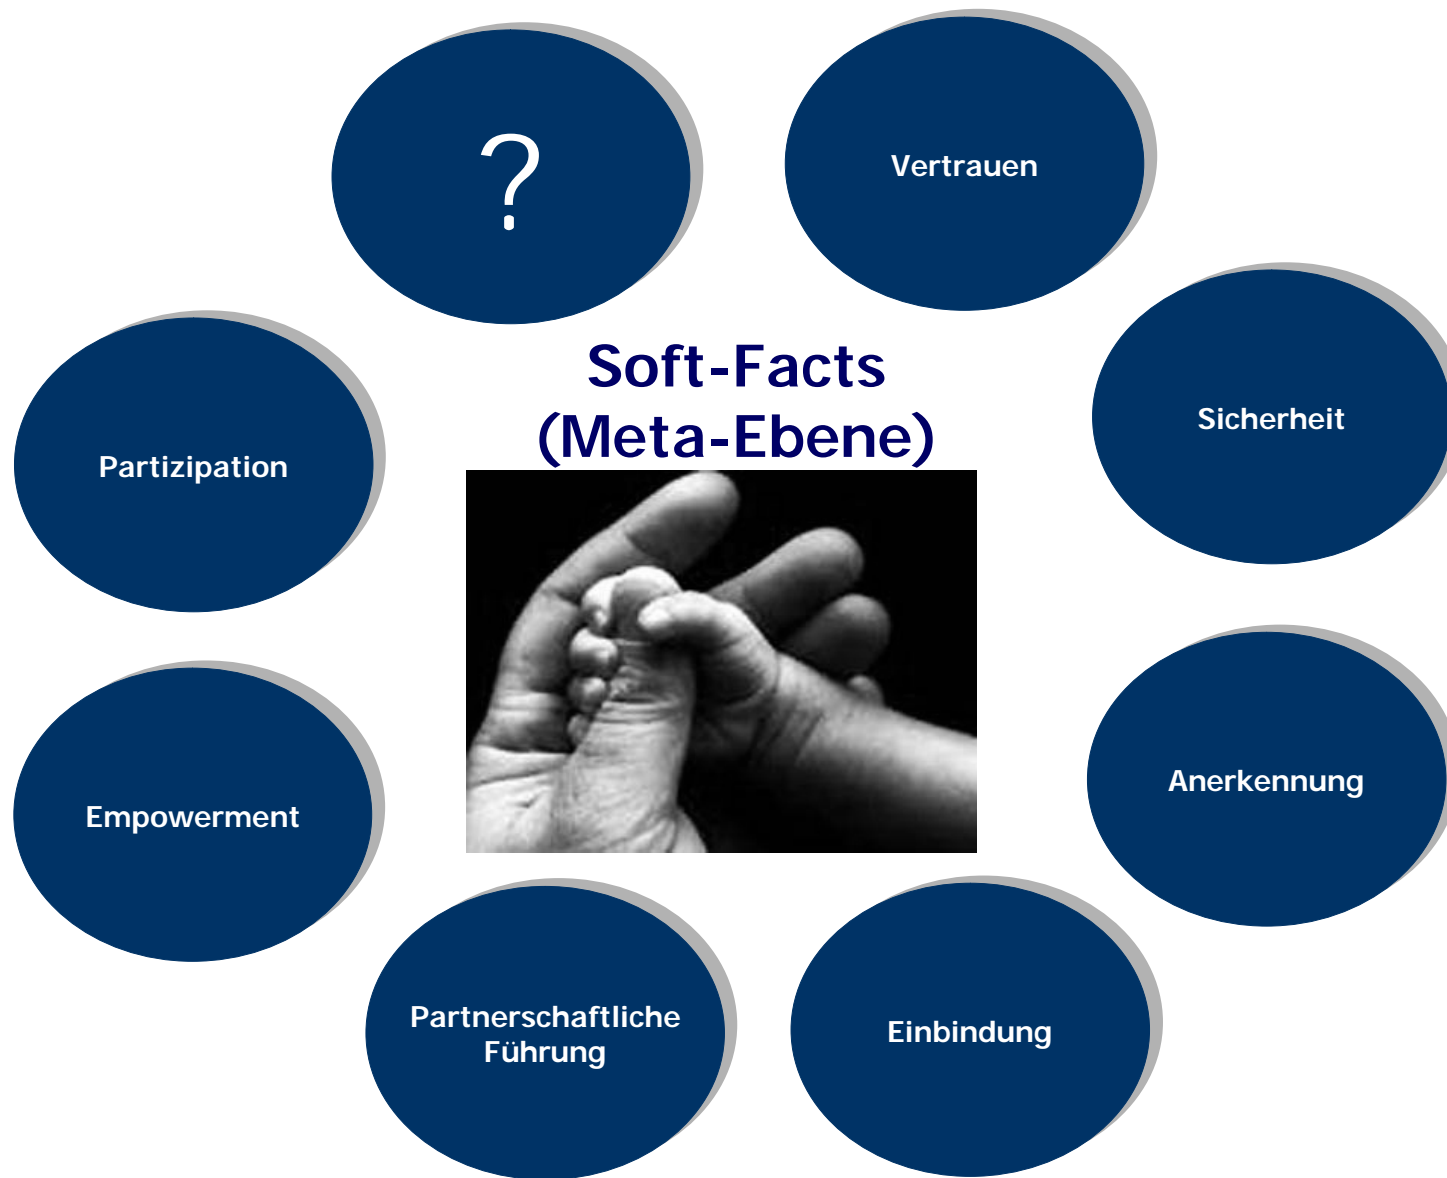 ?
Vertrauen
Soft-Facts
(Meta-Ebene)
Sicherheit
Partizipation
Anerkennung
Empowerment
Partnerschaftliche
Führung
Einbindung